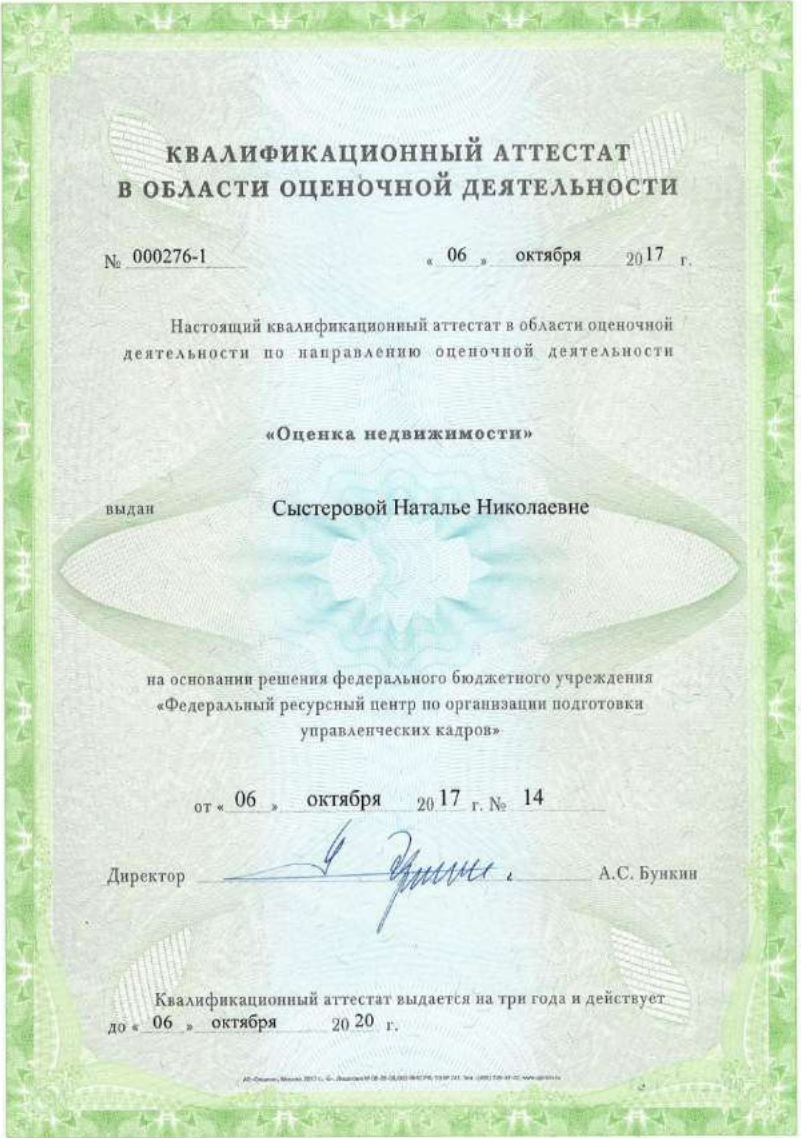 КВАЛИФИКАЦИОННЫЙ АТТЕСТАТ
В ОБЛАСТИ ОЦЕНОЧНОЙ ДЕЯТЕЛЬНОСТИ
№ 000276-1 « 06 » октября 2017 г.
Настоящий квалификационный аттестат в области оценочной
деятельности по направлению оценочной деятельности
«Оценка недвижимости»
выдан Сыстеровой Наталье Николаевне
на основании решения федерального бюджетного учреждения
«Федеральный ресурсный центр по организации подготовки
управленческих кадров»
от « 06 » октября 2017 г. № 14
Директор А.С. Бункин
Квалификационный аттестат выдается на три года и действует
до « 06 » октября 2020 г.